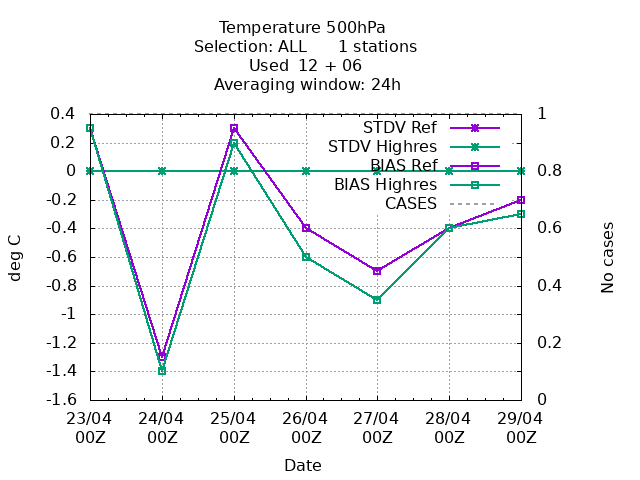 Temperature 500hPa
Selection: ALL 1 stations
Used 12 + 06
Averaging window: 24h
0.4
0.2
0
-0.2
-0.4
-0.6
-0.8
-1
-1.2
-1.4
-1.6
deg C
STDV Ref
STDV Highres
BIAS Ref
BIAS Highres
CASES
1
0.8
0.6
0.4
0.2
0
No cases
23/04 24/04 25/04 26/04 27/04 28/04 29/04
00Z 00Z 00Z 00Z 00Z 00Z 00Z
Date